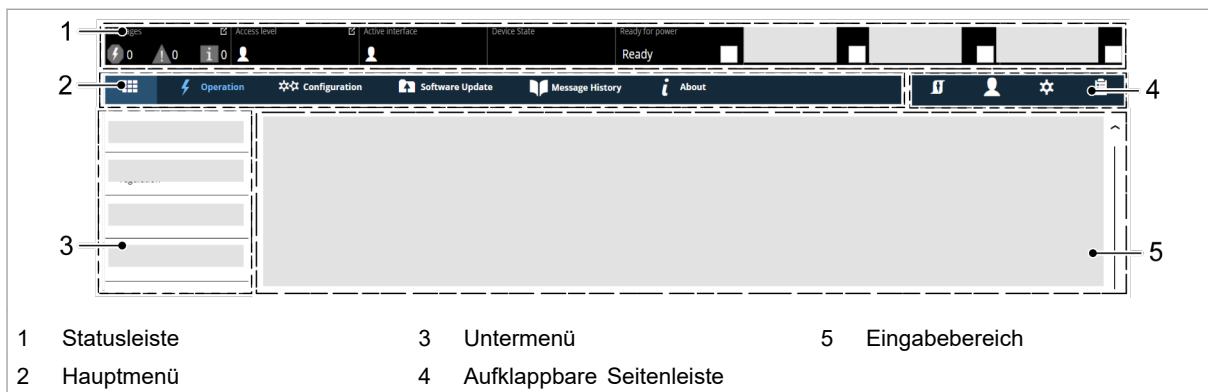 1
Access level
Active interface
Device State
Ready for power
0
0
0
Ready
2
Operation
Configuration
Software Update
Message History
About
4
3
5
1 Statusleiste
3 Untermenü
5 Eingabebereich
2 Hauptmenü
4 Aufklappbare Seitenleiste